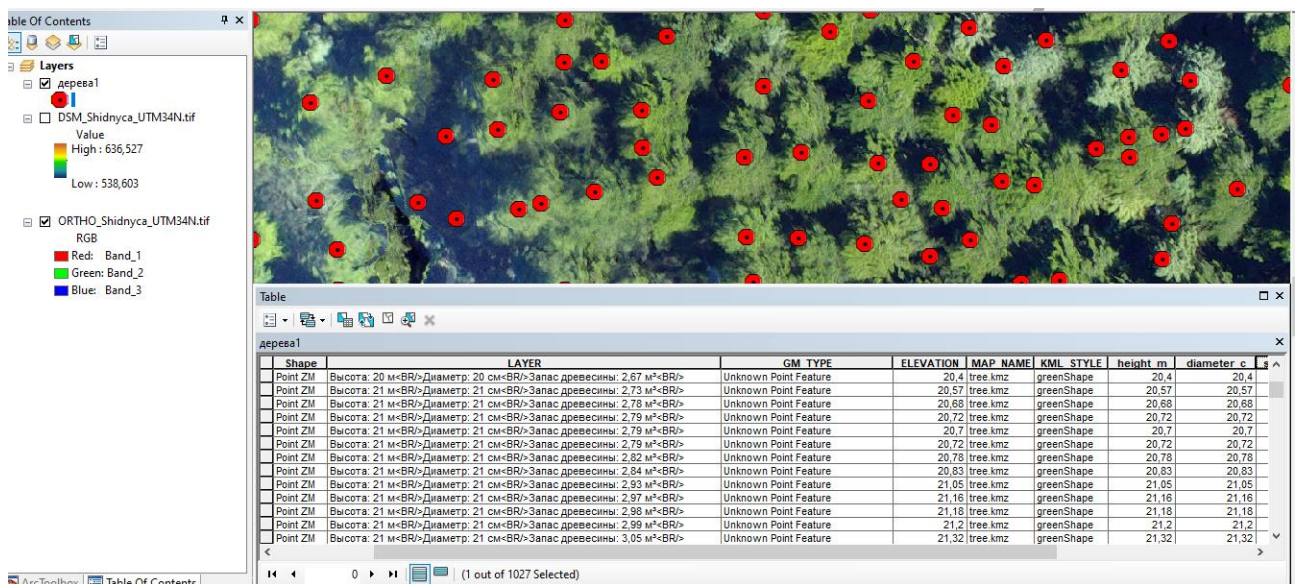 able Of Contents
Layers
дерева1
DSM_Shidnyca_UTM34N.tif
Value
High : 636,527
Low : 538,603
ORTHO_Shidnyca_UTM34N.tif
RGB
Red: Band_1
Green: Band_2
Blue: Band_3
ArcToolbox Table Of Contents
Table
дерева1
Shape LAYER GM_TYPE ELEVATION MAP_NAME KML_STYLE height_m diameter_c s
Point ZM Высота: 20 м<BR/>Диаметр: 20 см<BR/>Запас древесины: 2,67 м³<BR/> Unknown Point Feature 20,4 tree.kmz greenShape 20,4 20,4
Point ZM Высота: 21 м<BR/>Диаметр: 21 см<BR/>Запас древесины: 2,73 м³<BR/> Unknown Point Feature 20,57 tree.kmz greenShape 20,57 20,57
Point ZM Высота: 21 м<BR/>Диаметр: 21 см<BR/>Запас древесины: 2,78 м³<BR/> Unknown Point Feature 20,68 tree.kmz greenShape 20,68 20,68
Point ZM Высота: 21 м<BR/>Диаметр: 21 см<BR/>Запас древесины: 2,79 м³<BR/> Unknown Point Feature 20,72 tree.kmz greenShape 20,72 20,72
Point ZM Высота: 21 м<BR/>Диаметр: 21 см<BR/>Запас древесины: 2,79 м³<BR/> Unknown Point Feature 20,7 tree.kmz greenShape 20,7 20,7
Point ZM Высота: 21 м<BR/>Диаметр: 21 см<BR/>Запас древесины: 2,79 м³<BR/> Unknown Point Feature 20,72 tree.kmz greenShape 20,72 20,72
Point ZM Высота: 21 м<BR/>Диаметр: 21 см<BR/>Запас древесины: 2,82 м³<BR/> Unknown Point Feature 20,78 tree.kmz greenShape 20,78 20,78
Point ZM Высота: 21 м<BR/>Диаметр: 21 см<BR/>Запас древесины: 2,84 м³<BR/> Unknown Point Feature 20,83 tree.kmz greenShape 20,83 20,83
Point ZM Высота: 21 м<BR/>Диаметр: 21 см<BR/>Запас древесины: 2,93 м³<BR/> Unknown Point Feature 21,05 tree.kmz greenShape 21,05 21,05
Point ZM Высота: 21 м<BR/>Диаметр: 21 см<BR/>Запас древесины: 2,97 м³<BR/> Unknown Point Feature 21,16 tree.kmz greenShape 21,16 21,16
Point ZM Высота: 21 м<BR/>Диаметр: 21 см<BR/>Запас древесины: 2,98 м³<BR/> Unknown Point Feature 21,18 tree.kmz greenShape 21,18 21,18
Point ZM Высота: 21 м<BR/>Диаметр: 21 см<BR/>Запас древесины: 2,99 м³<BR/> Unknown Point Feature 21,2 tree.kmz greenShape 21,2 21,2
Point ZM Высота: 21 м<BR/>Диаметр: 21 см<BR/>Запас древесины: 3,05 м³<BR/> Unknown Point Feature 21,32 tree.kmz greenShape 21,32 21,32
0 (1 out of 1027 Selected)